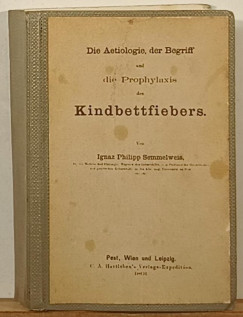 Die Aetiologie, der Begriff
und
die Prophylaxis
des
Kindbettfiebers.
Von
Ignaz Philipp Semmelweis,
Pest, Wien und Leipzig.
C. A. Hartleben's Verlags-Expedition.